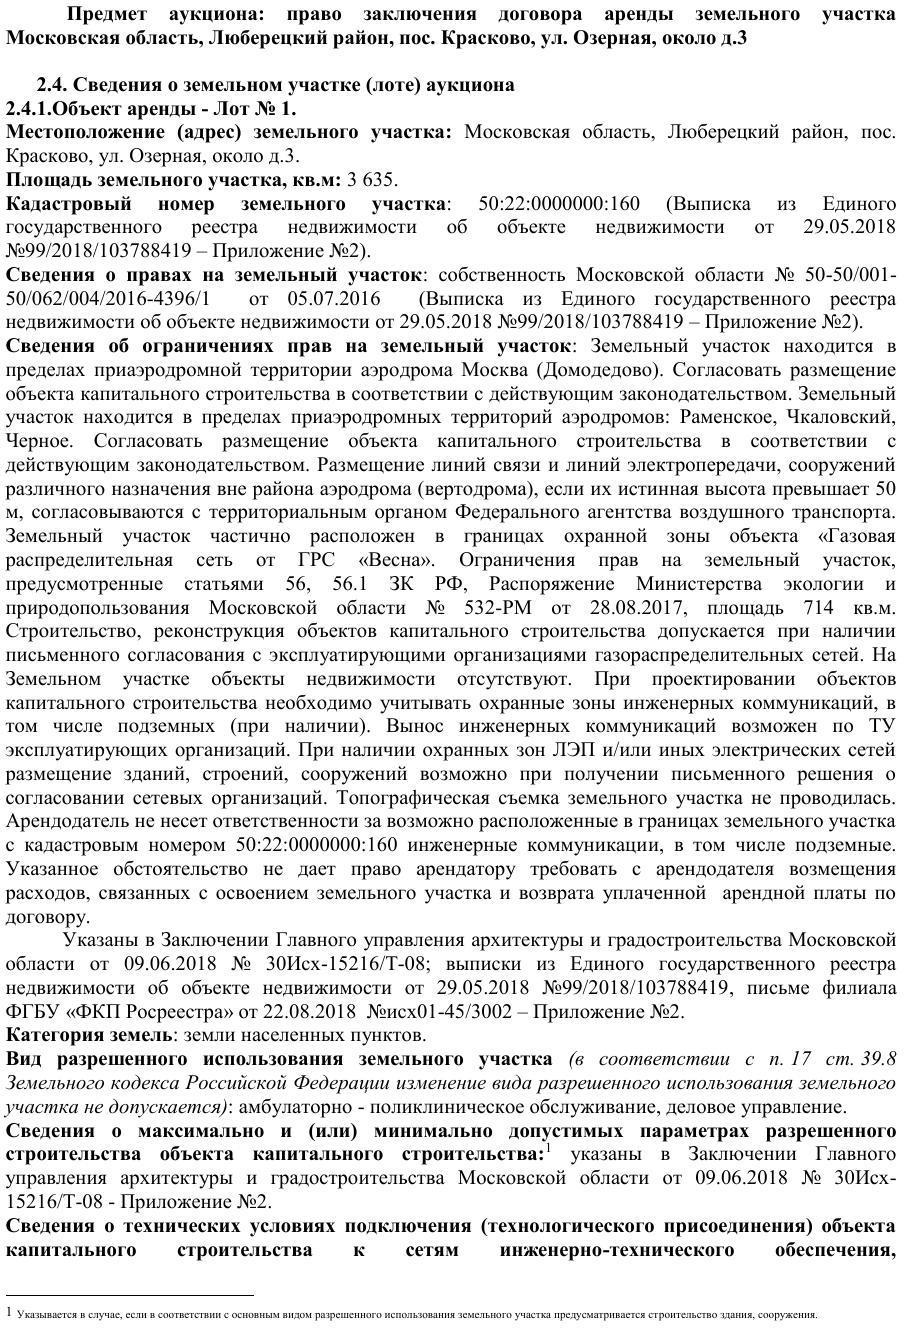 Предмет аукциона: право заключения договора аренды земельного участка
Московская область, Люберецкий район, пос. Красково, ул. Озерная, около д.3
2.4. Сведения о земельном участке (лоте) аукциона
2.4.1.Объект аренды - Лот № 1.
Местоположение (адрес) земельного участка: Московская область, Люберецкий район, пос.
Красково, ул. Озерная, около д.3.
Площадь земельного участка, кв.м: 3 635.
Кадастровый номер земельного участка: 50:22:0000000:160 (Выписка из Единого
государственного реестра недвижимости об объекте недвижимости от 29.05.2018
№99/2018/103788419 – Приложение №2).
Сведения о правах на земельный участок: собственность Московской области № 50-50/001-
50/062/004/2016-4396/1 от 05.07.2016 (Выписка из Единого государственного реестра
недвижимости об объекте недвижимости от 29.05.2018 №99/2018/103788419 – Приложение №2).
Сведения об ограничениях прав на земельный участок: Земельный участок находится в
пределах приаэродромной территории аэродрома Москва (Домодедово). Согласовать размещение
объекта капитального строительства в соответствии с действующим законодательством. Земельный
участок находится в пределах приаэродромных территорий аэродромов: Раменское, Чкаловский,
Черное. Согласовать размещение объекта капитального строительства в соответствии с
действующим законодательством. Размещение линий связи и линий электропередачи, сооружений
различного назначения вне района аэродрома (вертодрома), если их истинная высота превышает 50
м, согласовываются с территориальным органом Федерального агентства воздушного транспорта.
Земельный участок частично расположен в границах охранной зоны объекта «Газовая
распределительная сеть от ГРС «Весна». Ограничения прав на земельный участок,
предусмотренные статьями 56, 56.1 ЗК РФ, Распоряжение Министерства экологии и
природопользования Московской области № 532-РМ от 28.08.2017, площадь 714 кв.м.
Строительство, реконструкция объектов капитального строительства допускается при наличии
письменного согласования с эксплуатирующими организациями газораспределительных сетей. На
Земельном участке объекты недвижимости отсутствуют. При проектировании объектов
капитального строительства необходимо учитывать охранные зоны инженерных коммуникаций, в
том числе подземных (при наличии). Вынос инженерных коммуникаций возможен по ТУ
эксплуатирующих организаций. При наличии охранных зон ЛЭП и/или иных электрических сетей
размещение зданий, строений, сооружений возможно при получении письменного решения о
согласовании сетевых организаций. Топографическая съемка земельного участка не проводилась.
Арендодатель не несет ответственности за возможно расположенные в границах земельного участка
с кадастровым номером 50:22:0000000:160 инженерные коммуникации, в том числе подземные.
Указанное обстоятельство не дает право арендатору требовать с арендодателя возмещения
расходов, связанных с освоением земельного участка и возврата уплаченной арендной платы по
договору.
Указаны в Заключении Главного управления архитектуры и градостроительства Московской
области от 09.06.2018 № 30Исх-15216/Т-08; выписки из Единого государственного реестра
недвижимости об объекте недвижимости от 29.05.2018 №99/2018/103788419, письме филиала
ФГБУ «ФКП Росреестра» от 22.08.2018 №исх01-45/3002 – Приложение №2.
Категория земель: земли населенных пунктов.
Вид разрешенного использования земельного участка (в соответствии с п. 17 ст. 39.8
Земельного кодекса Российской Федерации изменение вида разрешенного использования земельного
участка не допускается): амбулаторно - поликлиническое обслуживание, деловое управление.
Сведения о максимально и (или) минимально допустимых параметрах разрешенного
строительства объекта капитального строительства:1 указаны в Заключении Главного
управления архитектуры и градостроительства Московской области от 09.06.2018 № 30Исх-
15216/Т-08 - Приложение №2.
Сведения о технических условиях подключения (технологического присоединения) объекта
капитального строительства к сетям инженерно-технического обеспечения,
1 Указывается в случае, если в соответствии с основным видом разрешенного использования земельного участка предусматривается строительство здания, сооружения.